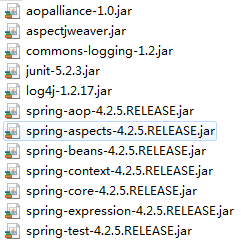 aopalliance-1.0.jar
aspectjweaver.jar
commons-logging-1.2.jar
junit-5.2.3.jar
log4j-1.2.17.jar
spring-aop-4.2.5.RELEASE.jar
spring-aspects-4.2.5.RELEASE.jar
spring-beans-4.2.5.RELEASE.jar
spring-context-4.2.5.RELEASE.jar
spring-core-4.2.5.RELEASE.jar
spring-expression-4.2.5.RELEASE.jar
spring-test-4.2.5.RELEASE.jar